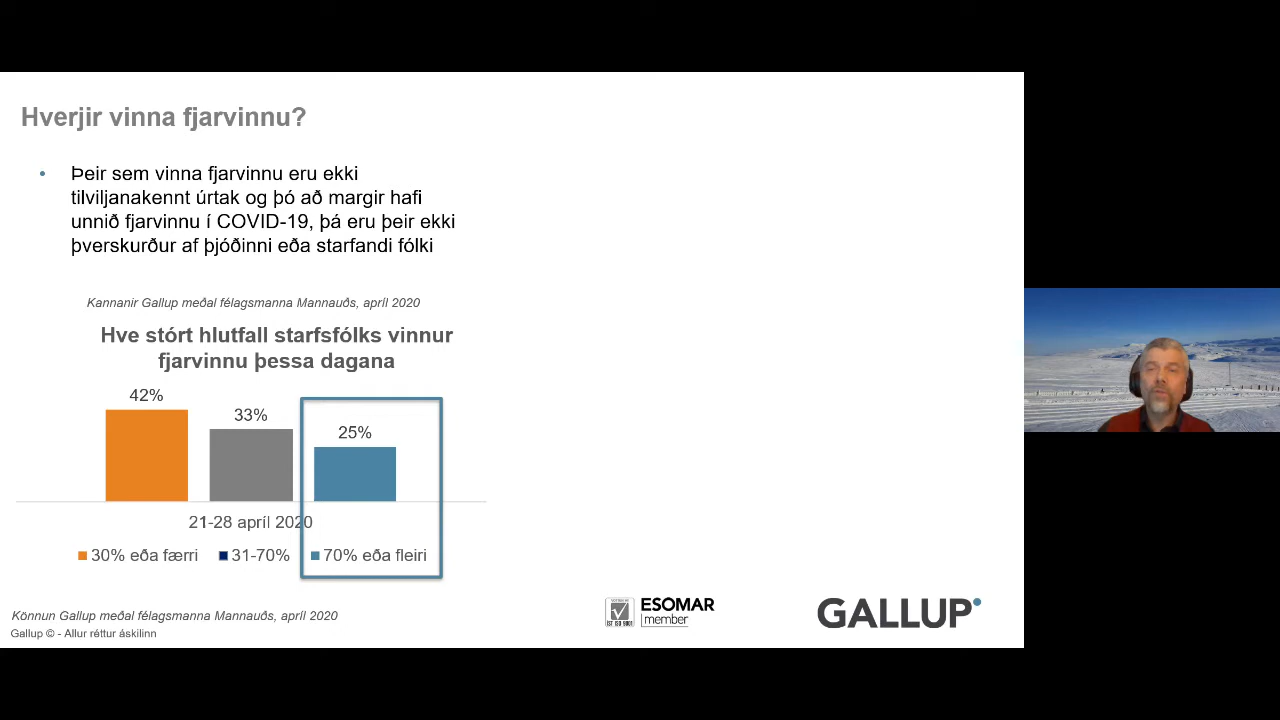 Hverjir vinna fjarvinnu?
• Þeir sem vinna fjarvinnu eru ekki
tilviljanakennt úrtak og þó að margir hafi
unnið fjarvinnu í COVID-19, þá eru þeir ekki
þverskurður af þjóðinni eða starfandi fólki
Kannanir Gallup meðal félagsmanna Mannauðs, apríl 2020
Hve stórt hlutfall starfsfólks vinnur
fjarvinnu þessa dagana
42%
33%
25%
21-28 apríl 2020
30% eða færri
31-70%
70% eða fleiri
Könnun Gallup meðal félagsmanna Mannauðs, apríl 2020
Gallup © - Allur réttur áskilinn
IST ISO 9001
ESOMAR
member
GALLUP